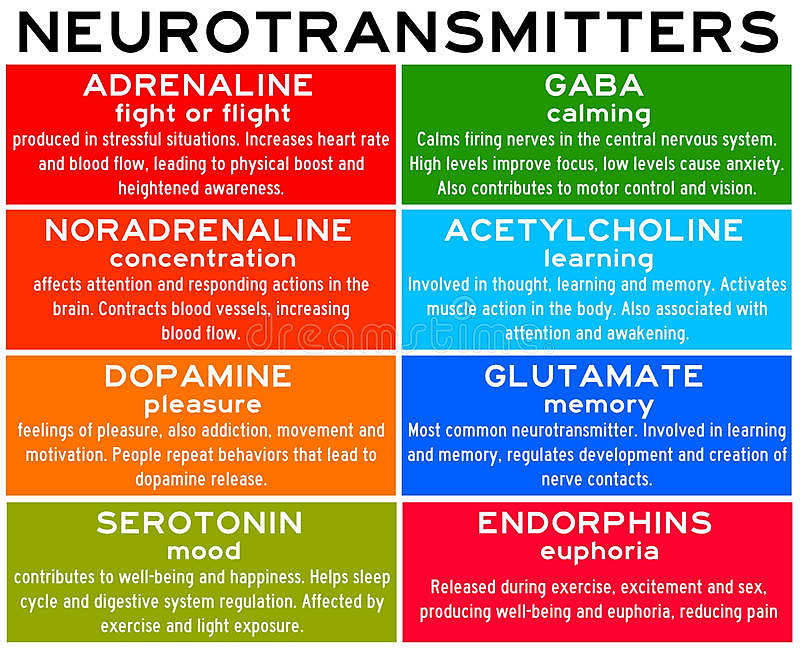 NEUROTRANSMITTERS
ADRENALINE
fight or flight
produced in stressful situations. Increases heart rate
and blood flow, leading to physical boost and
heightened awareness.
GABA
calming
Calms firing nerves in the central nervous system.
High levels improve focus, low levels cause anxiety.
Also contributes to motor control and vision.
NORADRENALINE
concentration
affects attention and responding actions in the
brain. Contracts blood vessels, increasing
blood flow.
ACETYLCHOLINE
learning
Involved in thought, learning and memory. Activates
muscle action in the body. Also associated with
attention and awakening.
dreamstime.com
DOPAMINE
pleasure
feelings of pleasure, also addiction, movement and
motivation. People repeat behaviors that lead to
dopamine release.
GLUTAMATE
memory
Most common neurotransmitter. Involved in learning
and memory, regulates development and creation of
nerve contacts.
SEROTONIN
mood
contributes to well-being and happiness. Helps sleep
cycle and digestive system regulation. Affected by
exercise and light exposure.
ENDORPHINS
euphoria
Released during exercise, excitement and sex,
producing well-being and euphoria, reducing pain